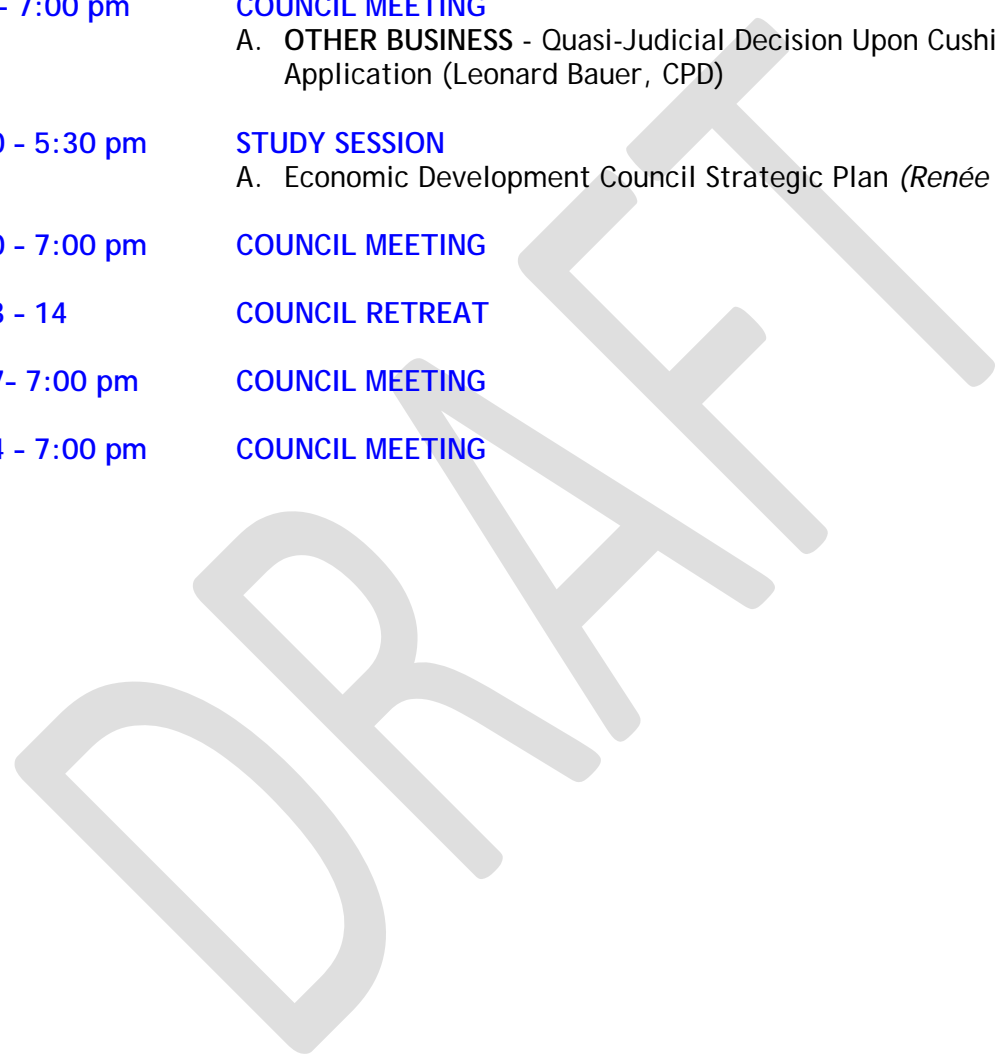 - 7:00 pm COUNCIL MEETING
A. OTHER BUSINESS - Quasi-Judicial Decision Upon
Application (Leonard Bauer, CPD)
0 - 5:30 pm STUDY SESSION
A. Economic Development Council Strategic Plan (Renée
0 - 7:00 pm COUNCIL MEETING
3 - 14 COUNCIL RETREAT
7- 7:00 pm COUNCIL MEETING
4 - 7:00 pm COUNCIL MEETING
DRAFT